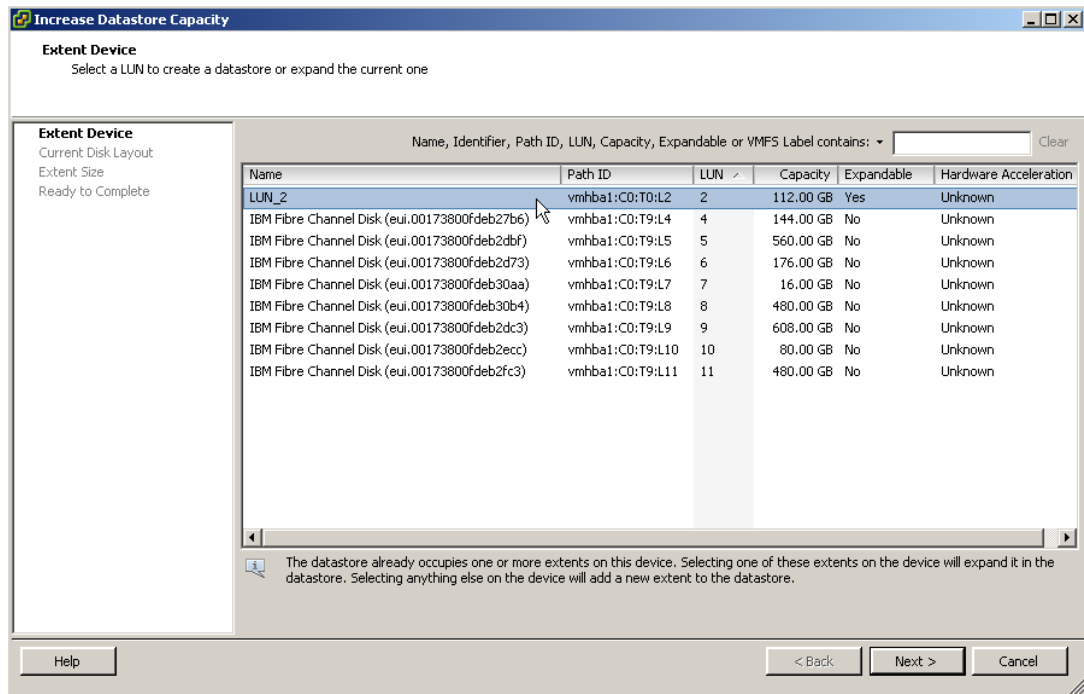 Increase Datastore Capacity
Extent Device
Select a LUN to create a datastore or expand the current one
Extent Device
Current Disk Layout
Extent Size
Ready to Complete
Name, Identifier, Path ID, LUN, Capacity, Expandable or VMFS Label contains: Clear
Name Path ID LUN Capacity Expandable Hardware Acceleration
LUN_2 vmhba1:C0:T0:L2 2 112.00 GB Yes Unknown
IBM Fibre Channel Disk (eui.00173800fdeb27b6) vmhba1:C0:T9:L4 4 144.00 GB No Unknown
IBM Fibre Channel Disk (eui.00173800fdeb2dbf) vmhba1:C0:T9:L5 5 560.00 GB No Unknown
IBM Fibre Channel Disk (eui.00173800fdeb2d73) vmhba1:C0:T9:L6 6 176.00 GB No Unknown
IBM Fibre Channel Disk (eui.00173800fdeb30aa) vmhba1:C0:T9:L7 7 16.00 GB No Unknown
IBM Fibre Channel Disk (eui.00173800fdeb30b4) vmhba1:C0:T9:L8 8 480.00 GB No Unknown
IBM Fibre Channel Disk (eui.00173800fdeb2dc3) vmhba1:C0:T9:L9 9 608.00 GB No Unknown
IBM Fibre Channel Disk (eui.00173800fdeb2ecc) vmhba1:C0:T9:L10 10 80.00 GB No Unknown
IBM Fibre Channel Disk (eui.00173800fdeb2fc3) vmhba1:C0:T9:L11 11 480.00 GB No Unknown
The datastore already occupies one or more extents on this device. Selecting one of these extents on the device will expand it in the
datastore. Selecting anything else on the device will add a new extent to the datastore.
Help < Back Next > Cancel